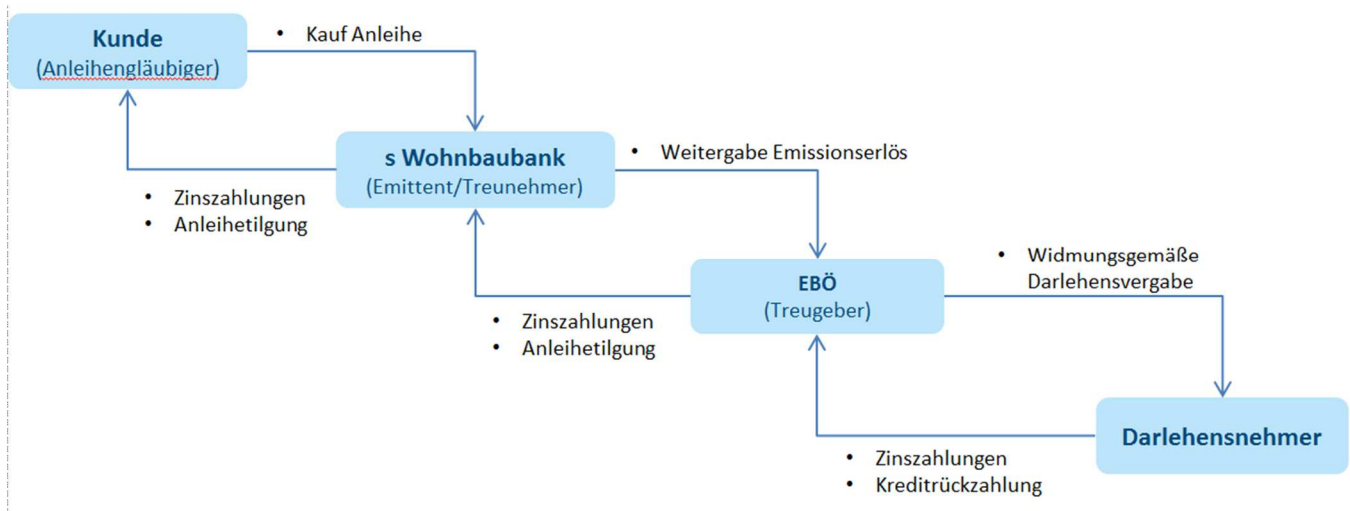 Kunde
(Anleihengläubiger)
• Kauf Anleihe
s Wohnbaubank
(Emittent/Treunehmer)
• Weitergabe Emissionserlös
• Zinszahlungen
• Anleihetilgung
EBÖ
(Treugeber)
• Widmungsgemäße
Darlehensvergabe
• Zinszahlungen
• Anleihetilgung
Darlehensnehmer
• Zinszahlungen
• Kreditrückzahlung